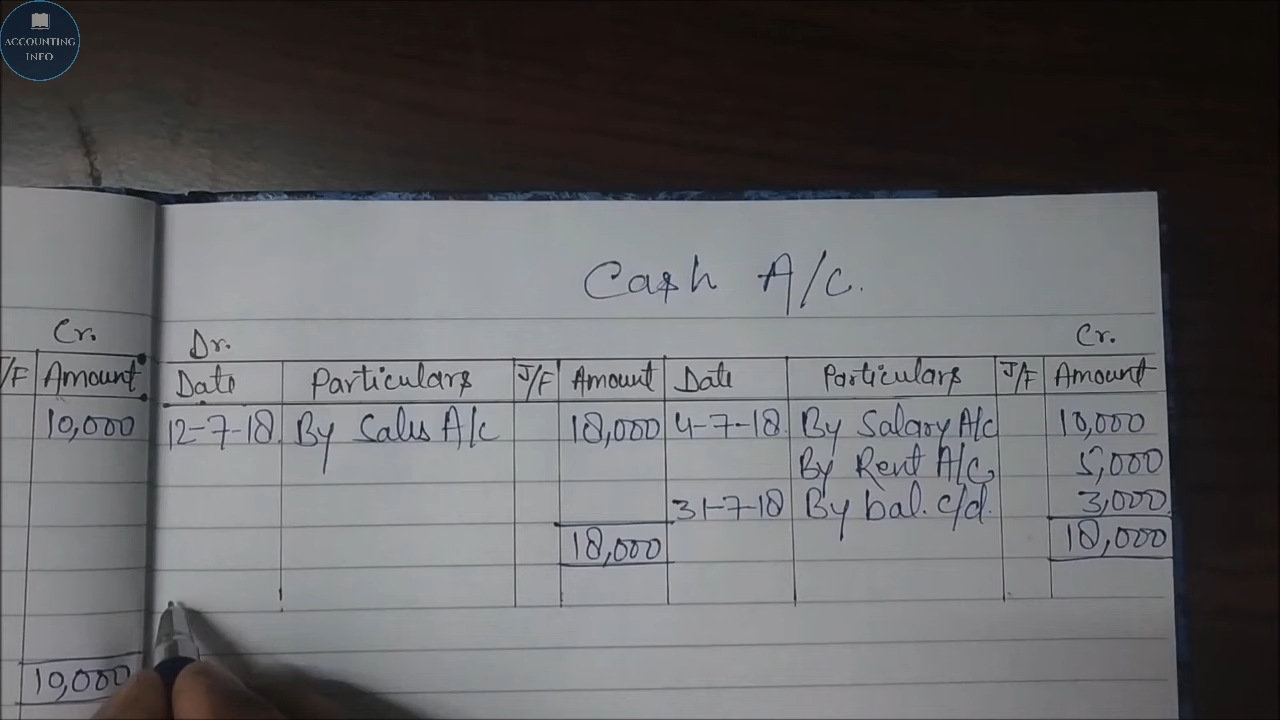 ACCOUNTING
INFO
Cash A/c.
Cr.
Dr.
Cr.
/F Amount
Date Particulars J/F Amount Date Particulars J/F Amount
10,000
12-7-18 By Sales A/c 18,000 4-7-18 By Salary A/c 10,000
By Rent A/c 5,000
31-7-18 By bal. c/d. 3,000
18,000 18,000
10,000